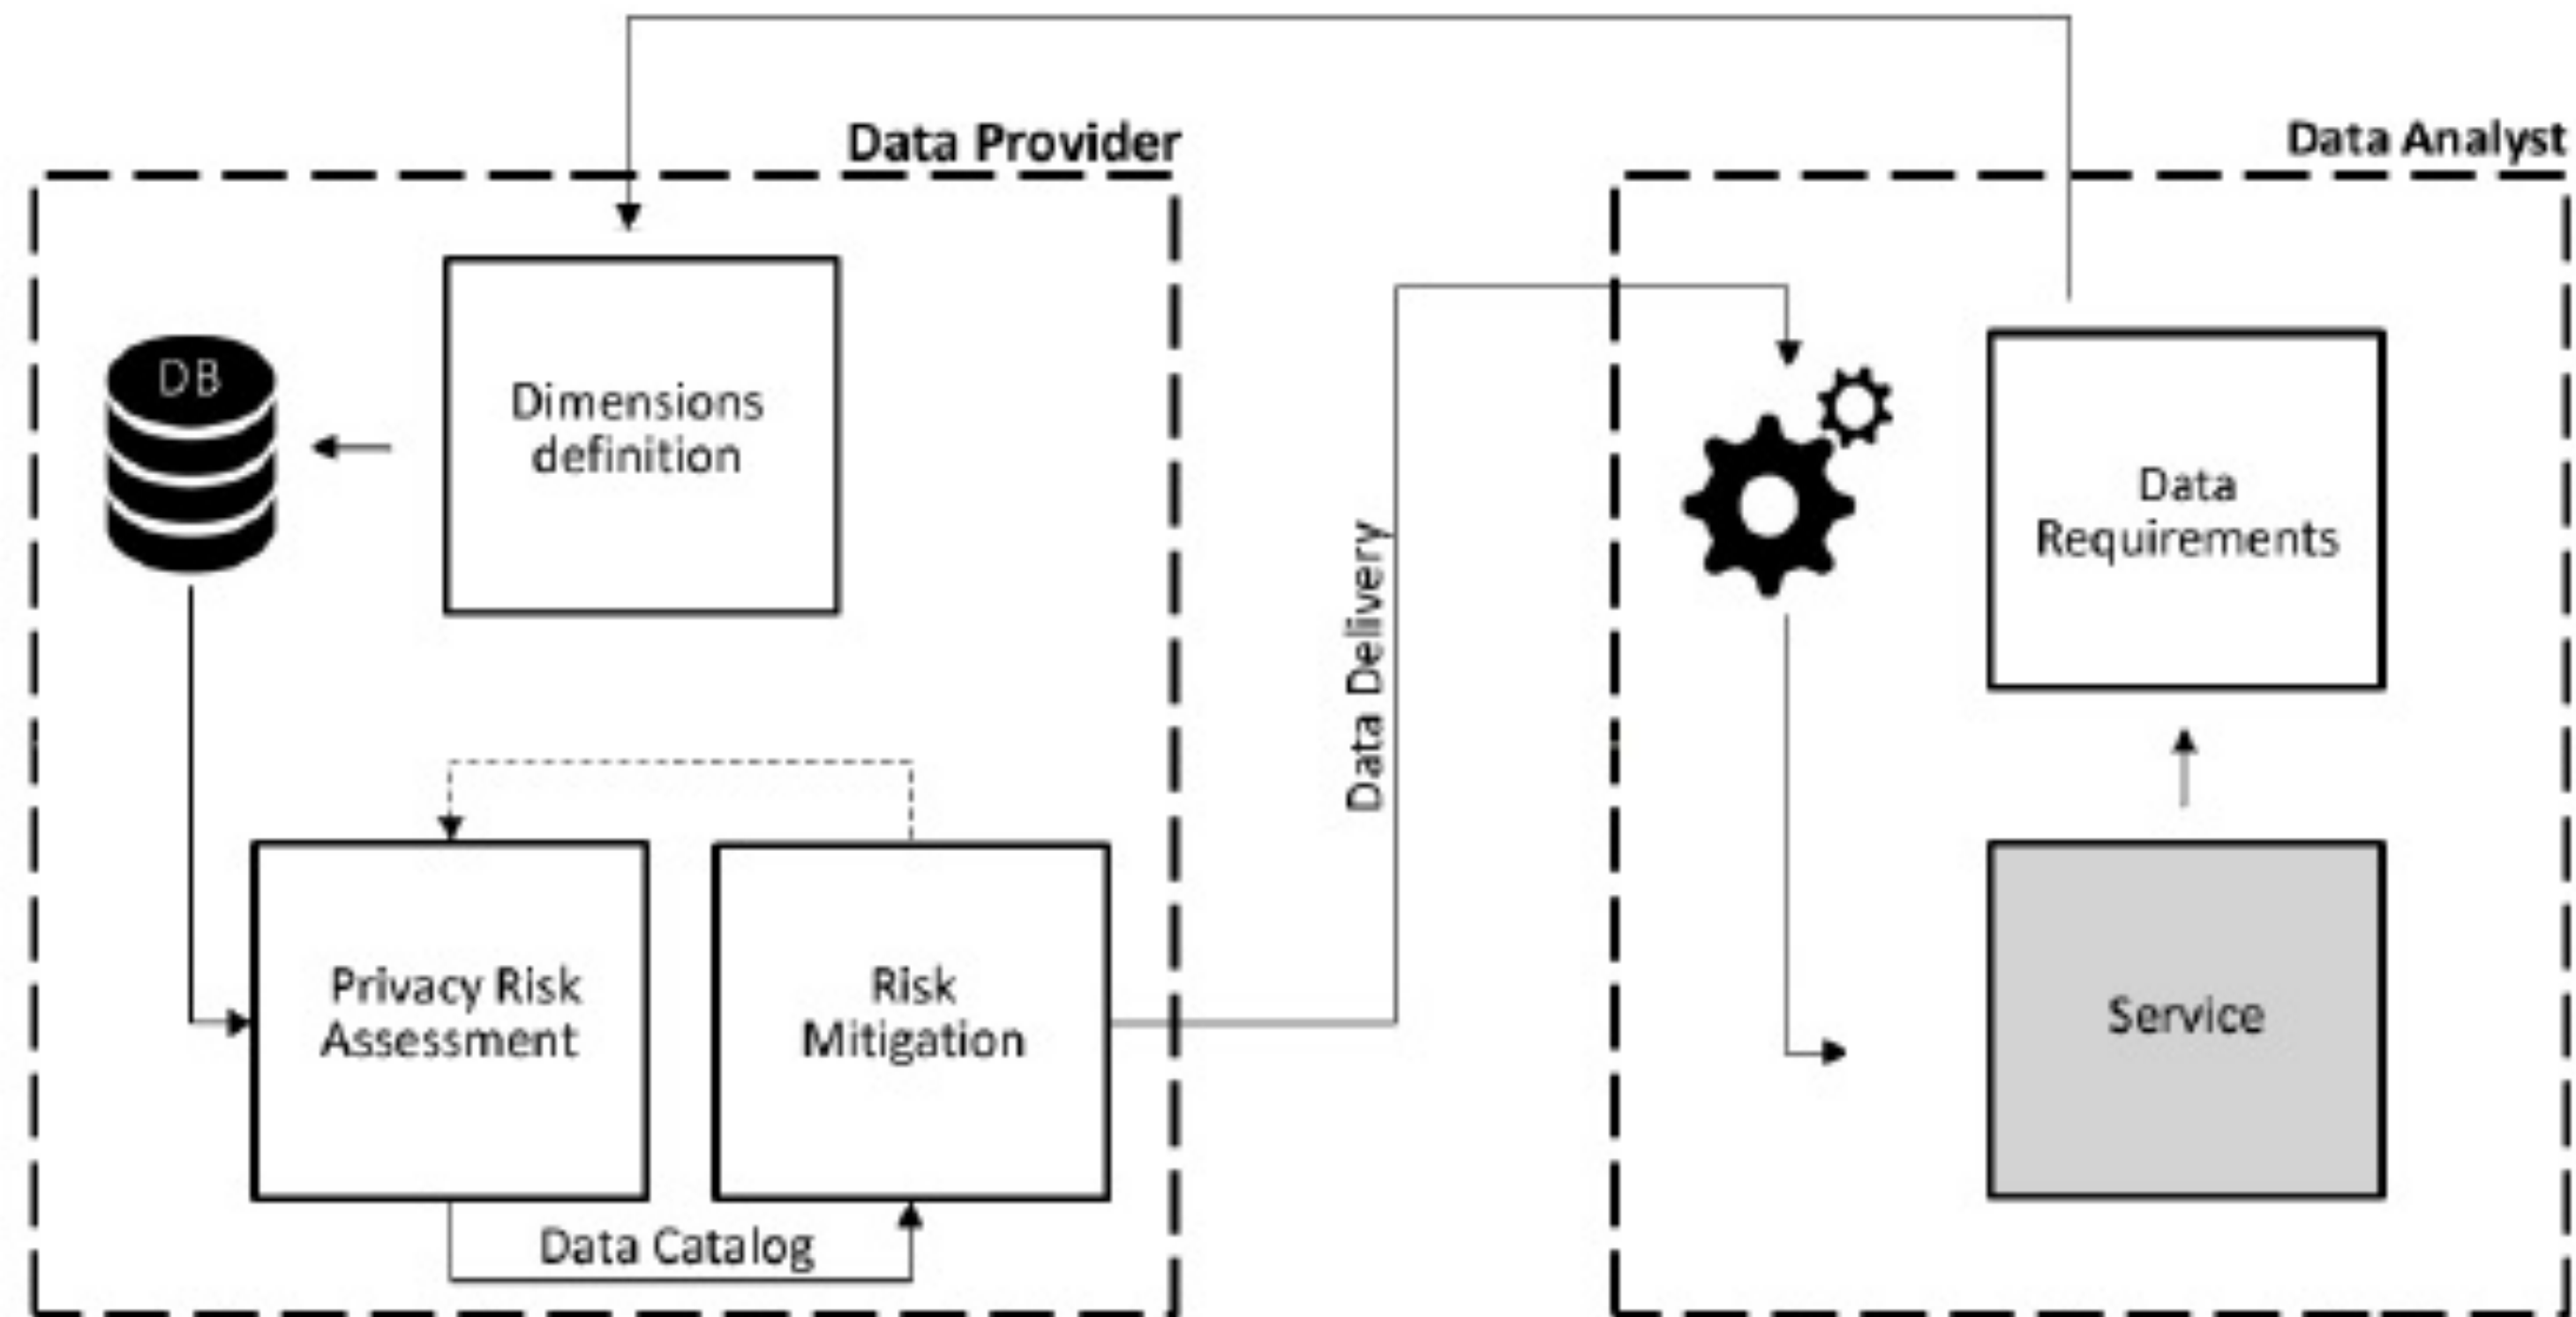 Data Provider
Data Analyst
DB
Dimensions
definition
Data
Requirements
Data Delivery
Privacy Risk
Assessment
Risk
Mitigation
Service
Data Catalog